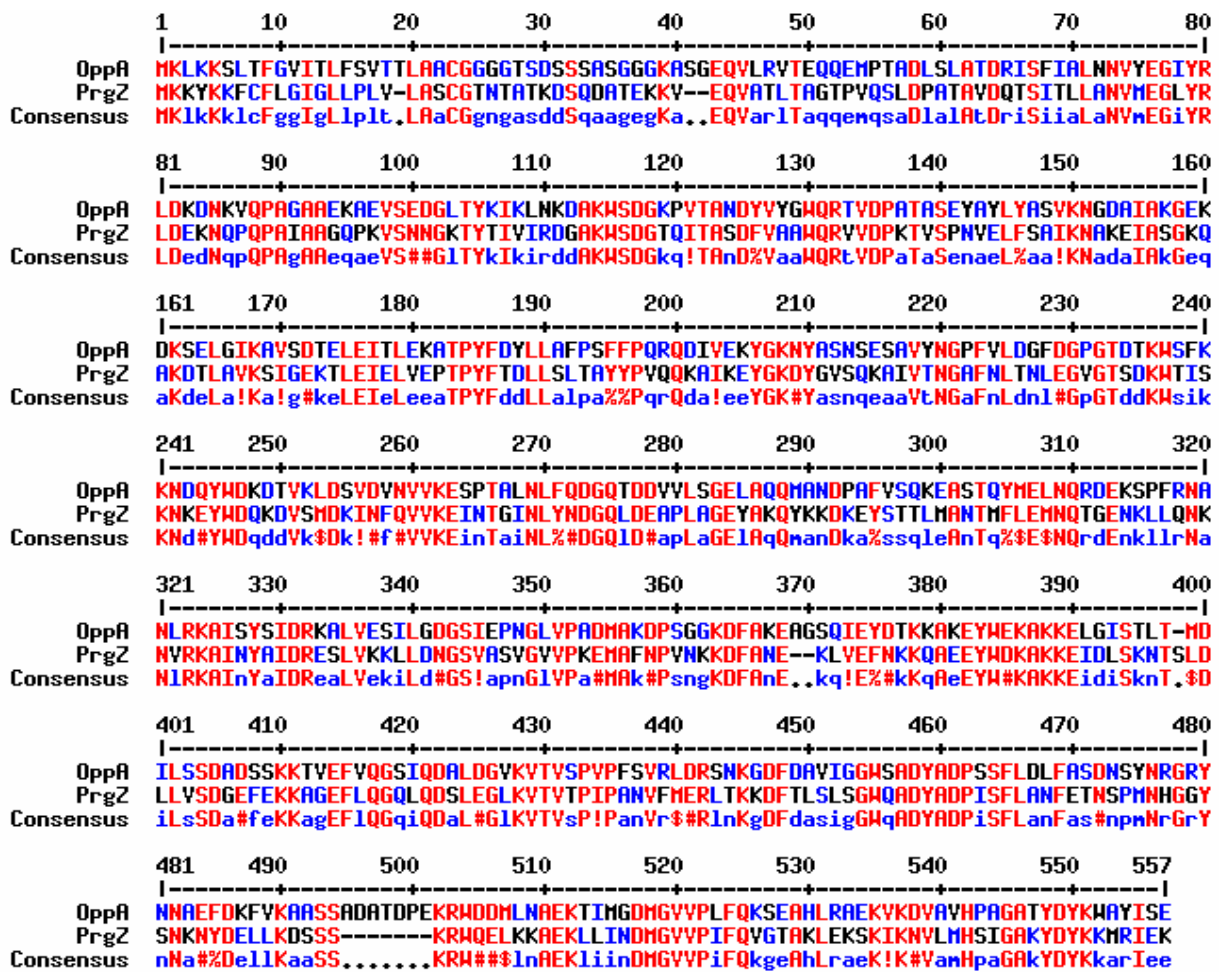 1 10 20 30 40 50 60 70 80
|--------+---------+---------+---------+---------+---------+---------+---------|
OppA MKLKKSLTFGVITLFSVTTLAACGGGGTSDSSSASGGGKASGEQVLRVTEQQEMPTADLSLATDRISFIALNNVYEGIYR
PrgZ MKKYKKFCFLGIGLLPLV-LASCGTNTATKDSQDATEKKV--EQVATLTAGTPVQSLDPATAVDQTSITLLANVMEGLYR
Consensus MKlkKklcFggIgLlplt.LAaCGgngasddSqaagegKa..EQVarlTaqqemqsaDlalAtDriSiiaLaNVmEGiYR
81 90 100 110 120 130 140 150 160
|--------+---------+---------+---------+---------+---------+---------+---------|
OppA LDKDNKVQPAGAAEKAEVSEDGLTYKIKLNKDAKWSDGKPVTANDYVYGWQRTVDPATASEYAYLYASVKNGDAIAKGEK
PrgZ LDEKNQPQPAIAAGQPKVSNNGKTYTIVIRDGAKWSDGTQITASDFVAAWQRVVDPKTVSPNVELFSAIKNAKEIASGKQ
Consensus LDedNqpQPAgAAeqaeVS##GlTYkIkirddAKWSDGkq!TAnD%VaaWQRtVDPaTaSenaeL%aa!KNadaIAkGeq
161 170 180 190 200 210 220 230 240
|--------+---------+---------+---------+---------+---------+---------+---------|
OppA DKSELGIKAVSDTELEITLEKATPYFDYLLAFPSFFPQRQDIVEKYGKNYASNSESAVYNGPFVLDGFDGPGTDTKWSFK
PrgZ AKDTLAVKSIGEKTLEIELVEPTPYFTDLLSLTAYYPVQQKAIKEYGKDYGVSQKAIVTNGAFNLTNLEGVGTSDKWTIS
Consensus aKdeLa!Ka!g#keLEIeLeeaTPYFddLLalpa%%PqrQda!eeYGK#YasnqeaaVtNGaFnLdnl#GpGTddKWsik
241 250 260 270 280 290 300 310 320
|--------+---------+---------+---------+---------+---------+---------+---------|
OppA KNDQYWDKDTVKLDSVDVNVVKESPTALNLFQDGQTDDVVLSGELAQQMANDPAFVSQKEASTQYMELNQRDEKSPFRNA
PrgZ KNKEYWDQKDVSMDKINFQVVKEINTGINLYNDGQLDEAPLAGEYAKQYKKDKEYSTTLMANTMFLEMNQTGENKLLQNK
Consensus KNd#YWDqddVk$Dk!#f#VVKEinTaiNL%#DGQlD#apLaGElAqQmanDka%ssqleAnTq%$E$NQrdEnkllrNa
321 330 340 350 360 370 380 390 400
|--------+---------+---------+---------+---------+---------+---------+---------|
OppA NLRKAISYSIDRKALVESILGDGSIEPNGLVPADMAKDPSGGKDFAKEAGSQIEYDTKKAKEYWEKAKKELGISTLT-MD
PrgZ NVRKAINYAIDRESLVKKLLDNGSVASVGVVPKEMAFNPVNKKDFANE--KLVEFNKKQAEEYWDKAKKEIDLSKNTSLD
Consensus NlRKAInYaIDReaLVekiLd#GS!apnGlVPa#MAk#PsngKDFAnE..kq!E%#kKqAeEYW#KAKKEidiSknT.$D
401 410 420 430 440 450 460 470 480
|--------+---------+---------+---------+---------+---------+---------+---------|
OppA ILSSDADSSKKTVEFVQGSIQDALDGVKVTVSPVPFSVRLDRSNKGDFDAVIGGWSADYADPSSFLDLFASDNSYNRGRY
PrgZ LLVSDGEFEKKAGEFLQGQLQDSLEGLKVTVTPIPANVFMERLTKKDFTLSLSGWQADYADPISFLANFETNSPMNHGGY
Consensus iLsSDa#feKKagEFlQGqiQDaL#GlKVTVsP!PanVr$#RlnKgDFdasigGWqADYADPiSFLanFas#npmNrGrY
481 490 500 510 520 530 540 550 557
|--------+---------+---------+---------+---------+---------+---------+------|
OppA NNAEFDKFVKAASSADATDPEKRWDDMLNAEKTIMGDMGVVPLFQKSEAHLRAEKVKDVAVHPAGATYDYKWAYISE
PrgZ SNKNYDELLKDSSS-------KRWQELKKAEKLLINDMGVVPIFQVGTAKLEKSKIKNVLMHSIGAKYDYKKMRIEK
Consensus nNa#%DellKaaSS.......KRW##$lnAEKliinDMGVVPiFQkgeAhLraeK!K#VamHpaGAkYDYKkarIee